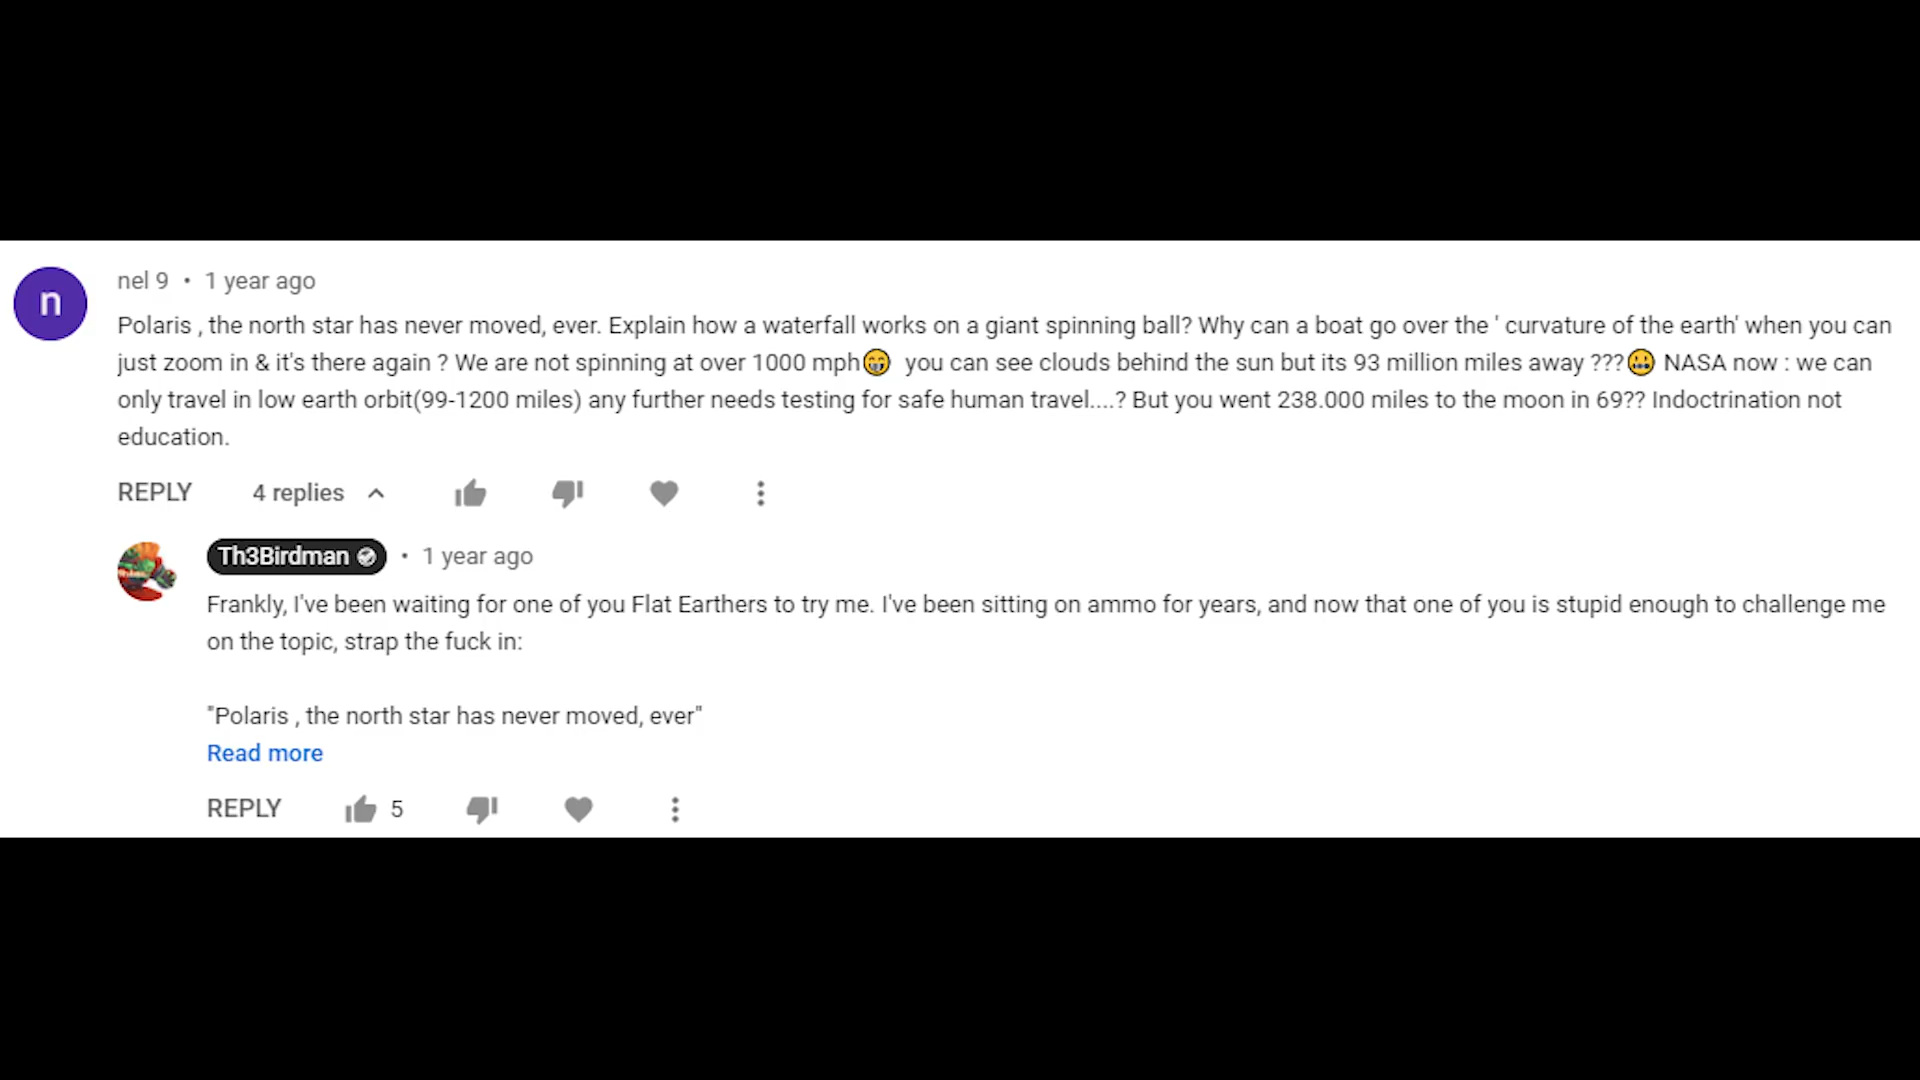 n
nel 9 • 1 year ago
Polaris , the north star has never moved, ever. Explain how a waterfall works on a giant spinning ball? Why can a boat go over the ' curvature of the earth' when you can
just zoom in & it's there again ? We are not spinning at over 1000 mph😁 you can see clouds behind the sun but its 93 million miles away ???😬 NASA now : we can
only travel in low earth orbit(99-1200 miles) any further needs testing for safe human travel....? But you went 238.000 miles to the moon in 69?? Indoctrination not
education.
REPLY 4 replies
Th3Birdman • 1 year ago
Frankly, I've been waiting for one of you Flat Earthers to try me. I've been sitting on ammo for years, and now that one of you is stupid enough to challenge me
on the topic, strap the fuck in:
"Polaris , the north star has never moved, ever"
Read more
REPLY 5